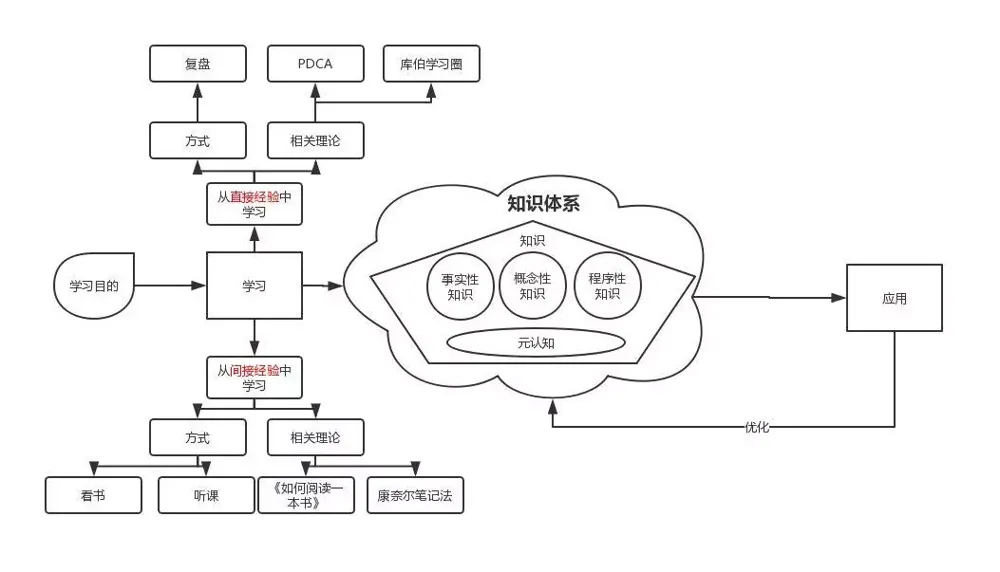 复盘
PDCA
库伯学习圈
方式
相关理论
从直接经验中
学习
知识体系
知识
学习目的
学习
事实性
知识
概念性
知识
程序性
知识
应用
元认知
从间接经验中
学习
优化
方式
相关理论
看书
听课
《如何阅读一
本书》
康奈尔笔记法